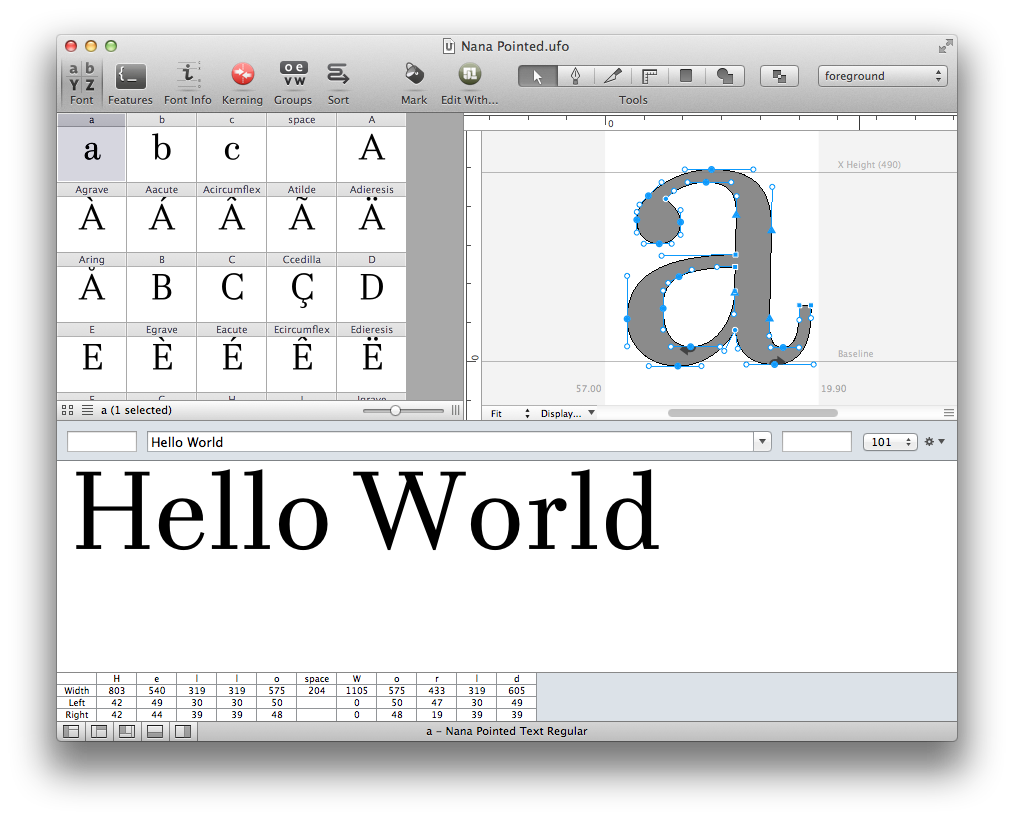 Nana Pointed.ufo
a b
Y Z
{_
i
o e
v w
Font Features Font Info Kerning Groups Sort Mark Edit With... Tools
foreground
a b c space A
a b c A
Agrave Aacute Acircumflex Atilde Adieresis
À Á Â Ã Ä
Aring B C Ccedilla D
Å B C Ç D
E Egrave Eacute Ecircumflex Edieresis
E È É Ê Ë
a (1 selected)
0
X Height (490)
a
0
Baseline
57.00 19.90
Fit Display...
Hello World
101
Hello World
H e l l o space W o r l d
Width 803 540 319 319 575 204 1105 575 433 319 605
Left 42 49 30 30 50 0 50 47 30 49
Right 42 44 39 39 48 0 48 19 39 39
a – Nana Pointed Text Regular